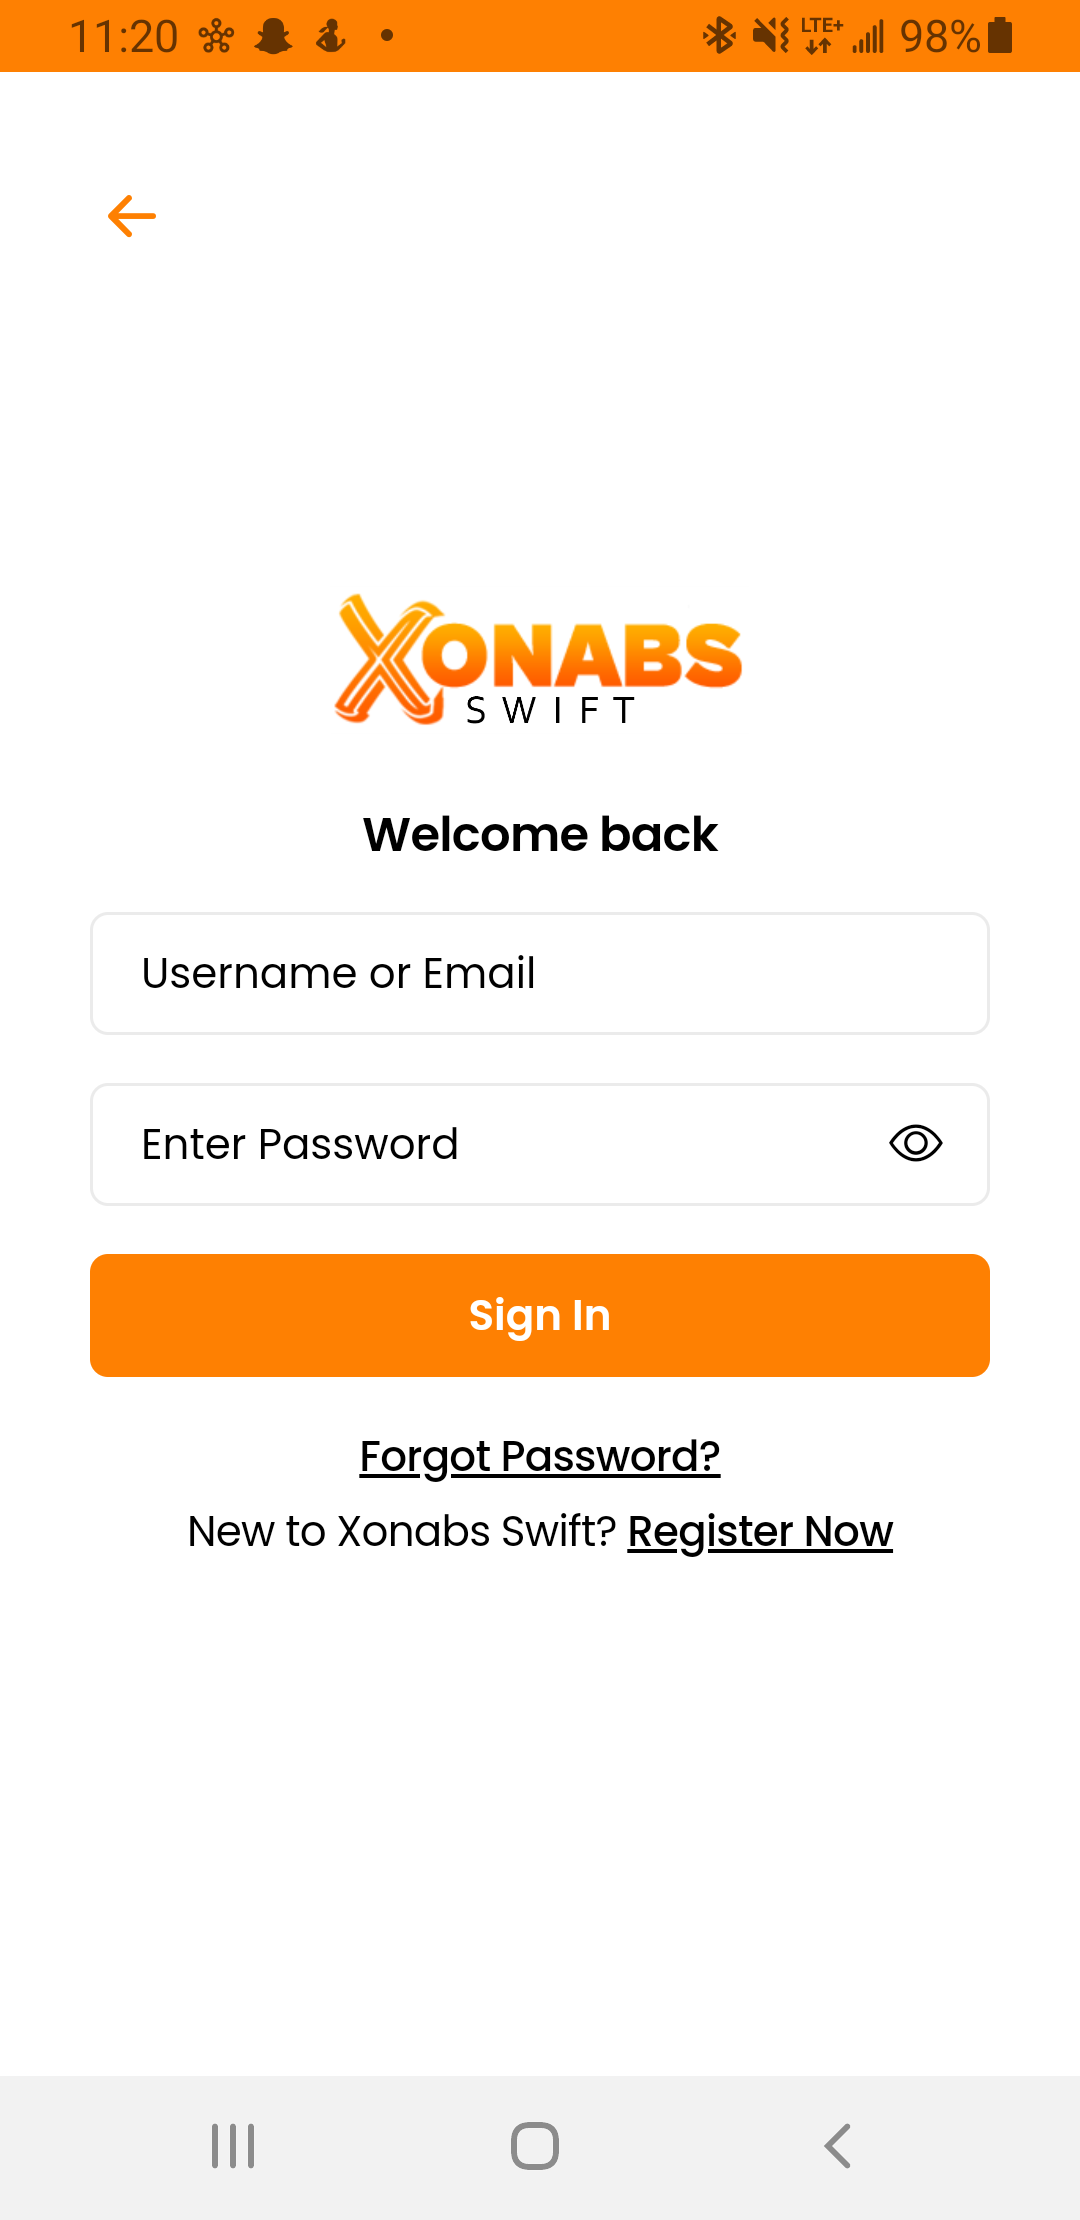 11:20 LTE+ 98%
XONABS
SWIFT
Welcome back
Username or Email
Enter Password
Sign In
Forgot Password?
New to Xonabs Swift? Register Now